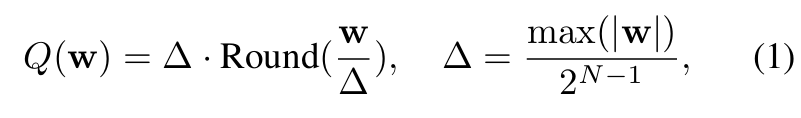 Q(w) = Δ · Round(w/Δ), Δ = max(|w|)/2^{N−1}, (1)